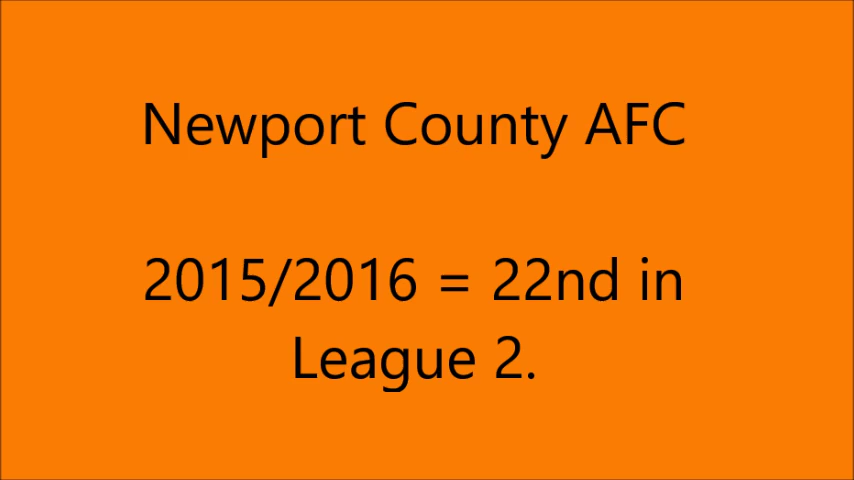 Newport County AFC
2015/2016 = 22nd in
League 2.